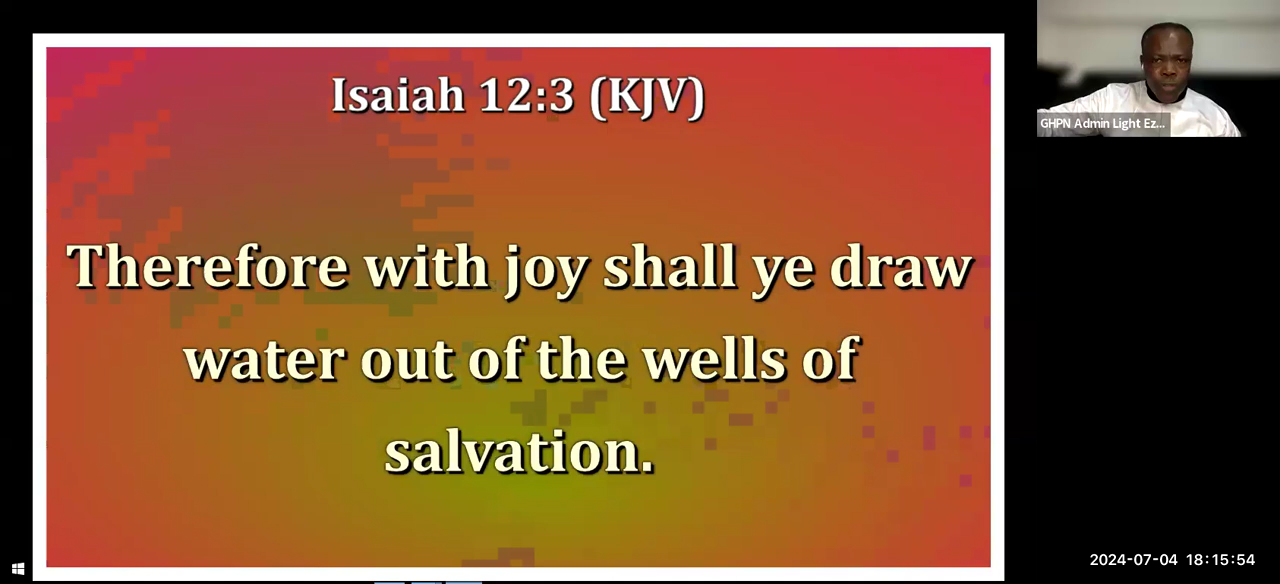 Isaiah 12:3 (KJV)
Therefore with joy shall ye draw
water out of the wells of
salvation.
GHPN Admin Light Ez...
2024-07-04 18:15:54